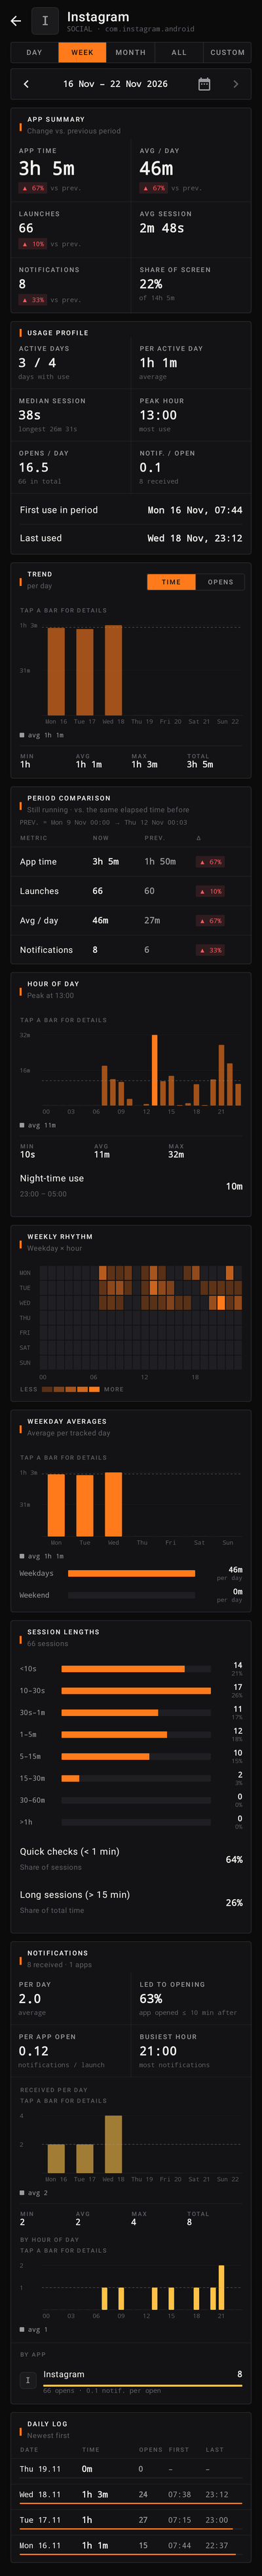 I
Instagram
SOCIAL · com.instagram.android
DAY WEEK MONTH ALL CUSTOM
16 Nov – 22 Nov 2026
APP SUMMARY
Change vs. previous period
APP TIME AVG / DAY
3h 5m 46m
▲ 67% vs prev. ▲ 67% vs prev.
LAUNCHES AVG SESSION
66 2m 48s
▲ 10% vs prev.
NOTIFICATIONS SHARE OF SCREEN
8 22%
▲ 33% vs prev. of 14h 5m
USAGE PROFILE
ACTIVE DAYS PER ACTIVE DAY
3 / 4 1h 1m
days with use average
MEDIAN SESSION PEAK HOUR
38s 13:00
longest 26m 31s most use
OPENS / DAY NOTIF. / OPEN
16.5 0.1
66 in total 8 received
First use in period Mon 16 Nov, 07:44
Last used Wed 18 Nov, 23:12
TREND
per day
TIME OPENS
TAP A BAR FOR DETAILS
1h 3m
31m
Mon 16 Tue 17 Wed 18 Thu 19 Fri 20 Sat 21 Sun 22
avg 1h 1m
MIN AVG MAX TOTAL
1h 1h 1m 1h 3m 3h 5m
PERIOD COMPARISON
Still running · vs. the same elapsed time before
PREV. = Mon 9 Nov 00:00 – Thu 12 Nov 00:03
METRIC NOW PREV. Δ
App time 3h 5m 1h 50m ▲ 67%
Launches 66 60 ▲ 10%
Avg / day 46m 27m ▲ 67%
Notifications 8 6 ▲ 33%
HOUR OF DAY
Peak at 13:00
TAP A BAR FOR DETAILS
32m
16m
00 03 06 09 12 15 18 21
avg 11m
MIN AVG MAX
10s 11m 32m
Night-time use 10m
23:00 – 05:00
WEEKLY RHYTHM
Weekday × hour
MON
TUE
WED
THU
FRI
SAT
SUN
00 06 12 18
LESS MORE
WEEKDAY AVERAGES
Average per tracked day
TAP A BAR FOR DETAILS
1h 3m
31m
Mon Tue Wed Thu Fri Sat Sun
avg 1h 1m
Weekdays 46m
per day
Weekend 0m
per day
SESSION LENGTHS
66 sessions
<10s 14
21%
10–30s 17
26%
30s–1m 11
17%
1–5m 12
18%
5–15m 10
15%
15–30m 2
3%
30–60m 0
0%
>1h 0
0%
Quick checks (< 1 min) 64%
Share of sessions
Long sessions (> 15 min) 26%
Share of total time
NOTIFICATIONS
8 received · 1 apps
PER DAY LED TO OPENING
2.0 63%
average app opened ≤ 10 min after
PER APP OPEN BUSIEST HOUR
0.12 21:00
notifications / launch most notifications
RECEIVED PER DAY
TAP A BAR FOR DETAILS
4
2
Mon 16 Tue 17 Wed 18 Thu 19 Fri 20 Sat 21 Sun 22
avg 2
MIN AVG MAX TOTAL
2 2 4 8
BY HOUR OF DAY
TAP A BAR FOR DETAILS
2
1
00 03 06 09 12 15 18 21
avg 1
BY APP
I Instagram 8
66 opens · 0.1 notif. per open
DAILY LOG
Newest first
DATE TIME OPENS FIRST LAST
Thu 19.11 0m 0 – –
Wed 18.11 1h 3m 24 07:38 23:12
Tue 17.11 1h 27 07:15 23:00
Mon 16.11 1h 1m 15 07:44 22:37